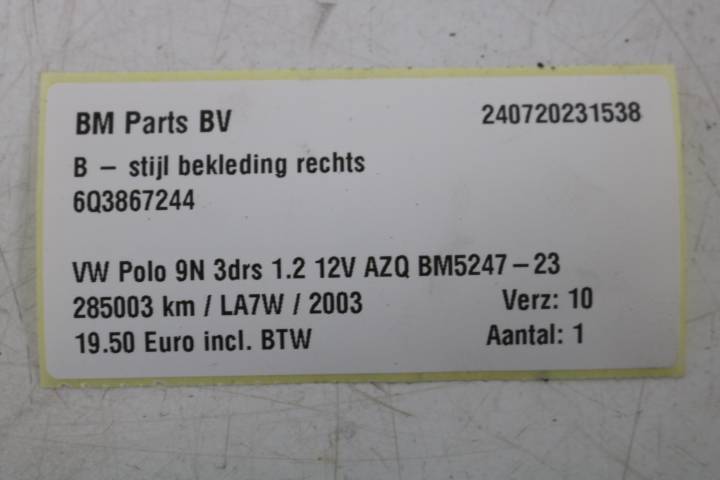 BM Parts BV 240720231538
B – stijl bekleding rechts
6Q3867244
VW Polo 9N 3drs 1.2 12V AZQ BM5247–23
285003 km / LA7W / 2003 Verz: 10
19.50 Euro incl. BTW Aantal: 1